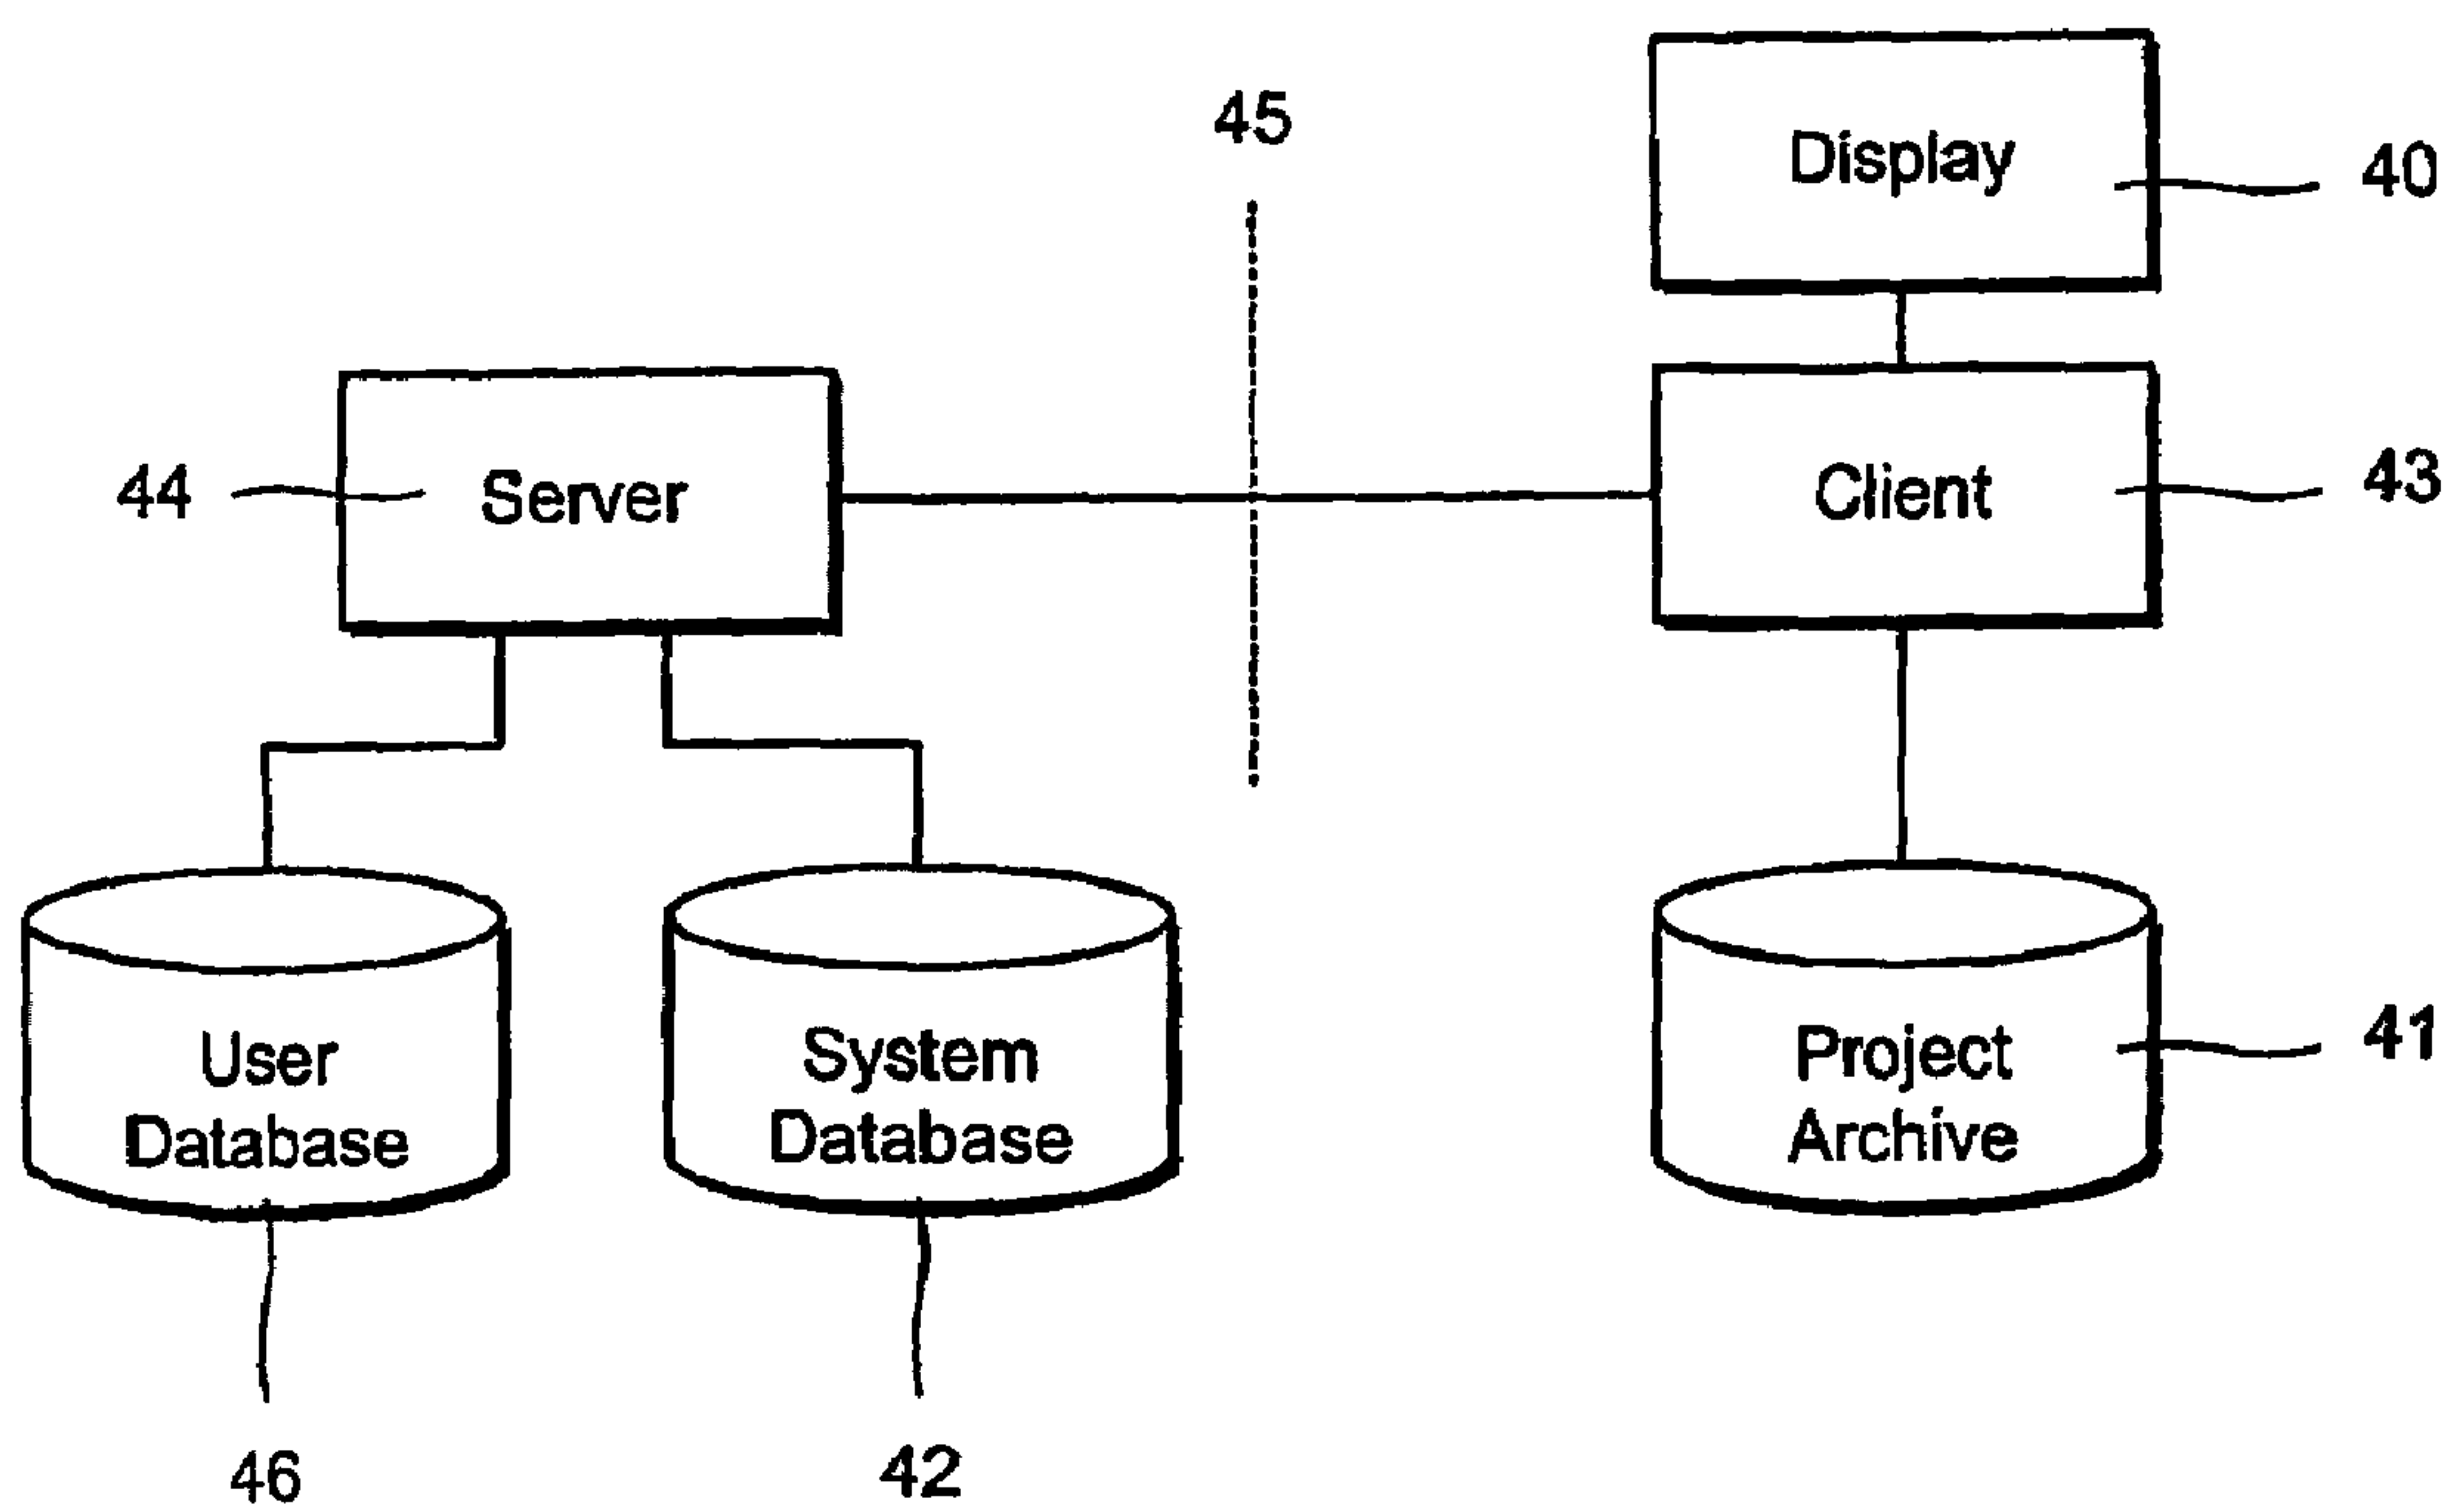 45
Display
40
44
Server
Client
43
User
Database
System
Database
Project
Archive
41
46
42